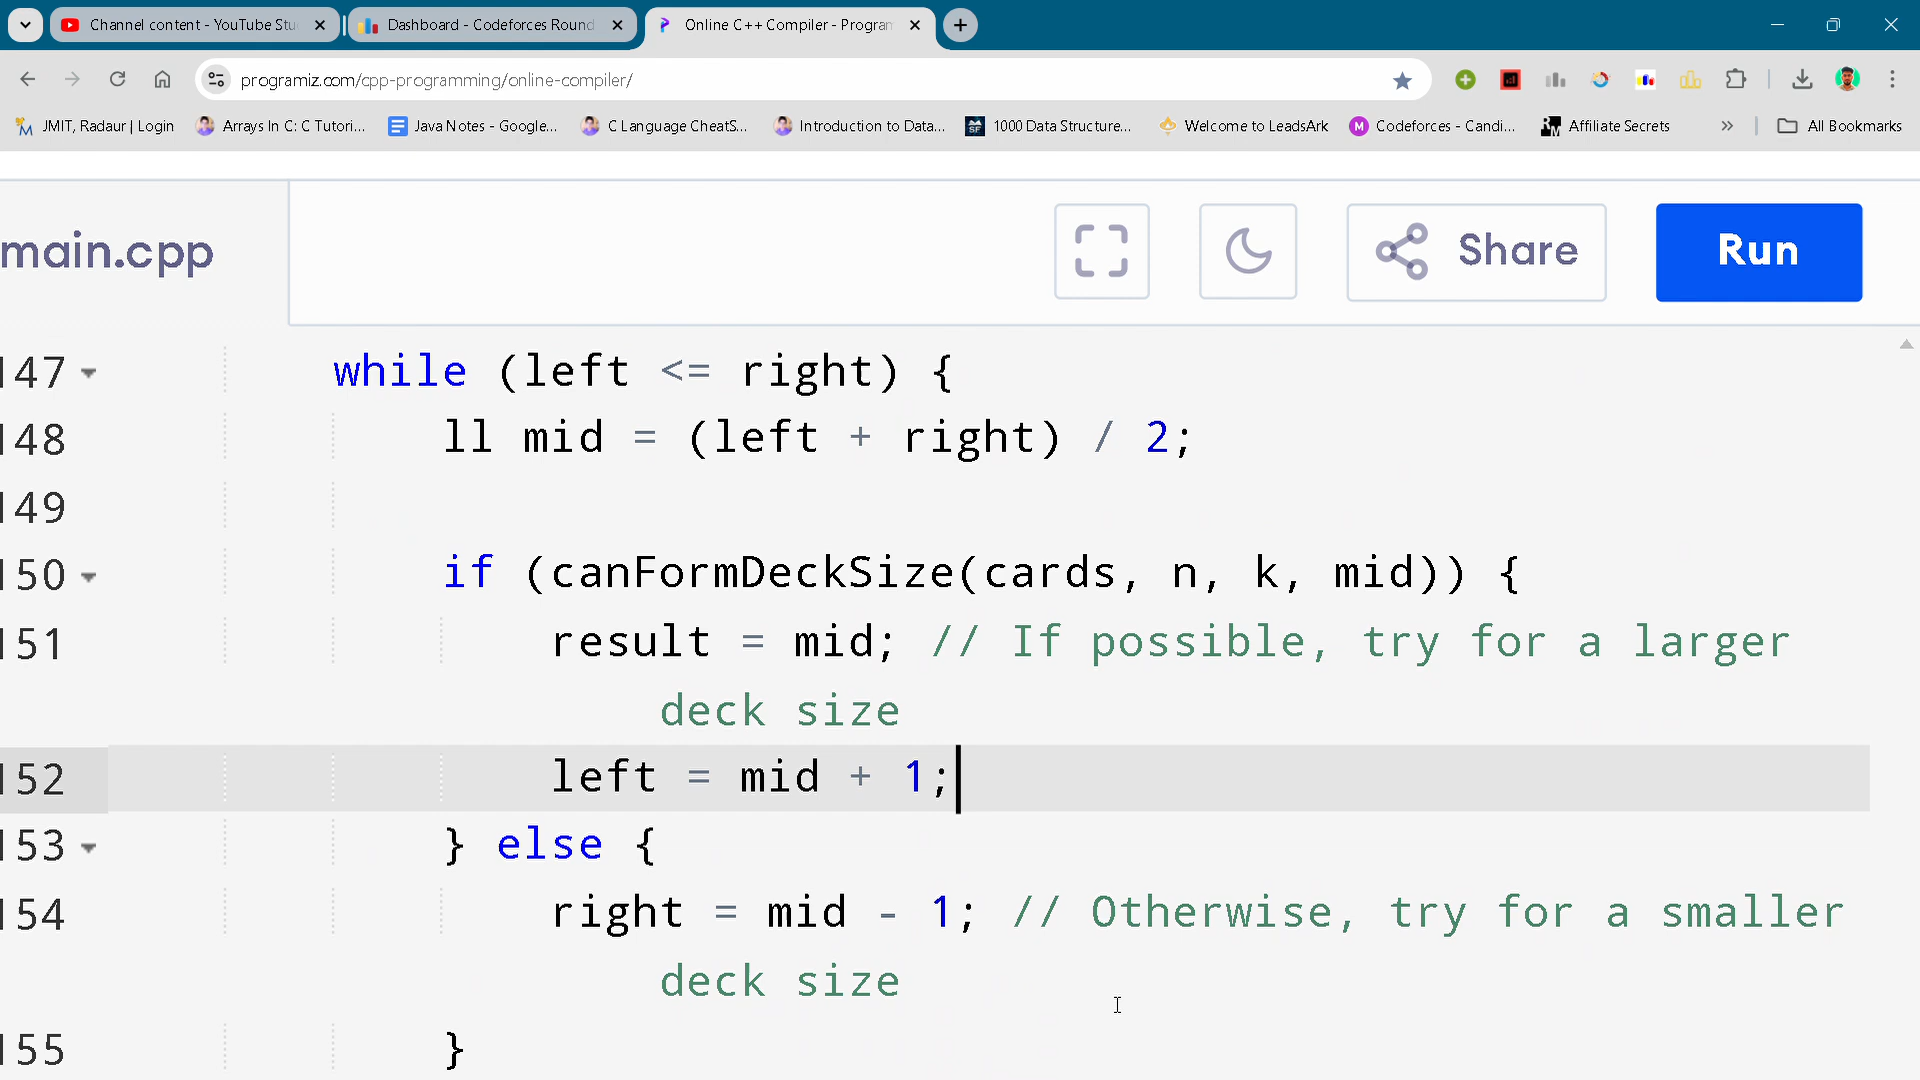 Channel content - YouTube Stu
Dashboard - Codeforces Round
Online C++ Compiler - Program
programiz.com/cpp-programming/online-compiler/
JMIT, Radaur | Login
Arrays In C: C Tutori...
Java Notes - Google...
C Language CheatS...
Introduction to Data...
1000 Data Structure...
Welcome to LeadsArk
Codeforces - Candi...
Affiliate Secrets
All Bookmarks
main.cpp
Share
Run
147 while (left <= right) {
148 ll mid = (left + right) / 2;
149
150 if (canFormDeckSize(cards, n, k, mid)) {
151 result = mid; // If possible, try for a larger
deck size
152 left = mid + 1;
153 } else {
154 right = mid - 1; // Otherwise, try for a smaller
deck size
155 }